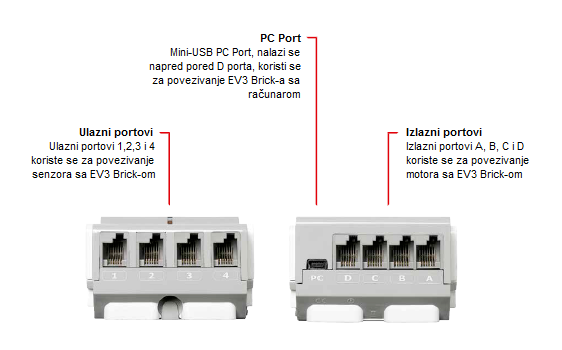 PC Port
Mini-USB PC Port, nalazi se
napred pored D porta, koristi se
za povezivanje EV3 Brick-a sa
računarom
Ulazni portovi
Ulazni portovi 1,2,3 i 4
koriste se za povezivanje
senzora sa EV3 Brick-om
Izlazni portovi
Izlazni portovi A, B, C i D
koriste se za povezivanje
motora sa EV3 Brick-om
1 2 3 4
PC D C B A